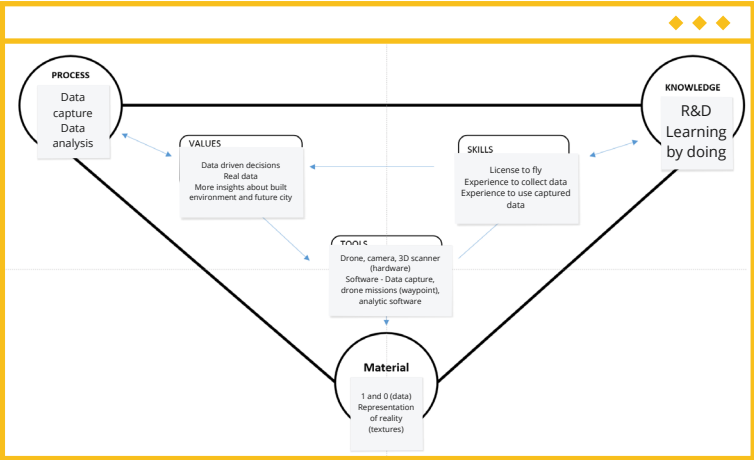 PROCESS
Data
capture
Data
analysis
KNOWLEDGE
R&D
Learning
by doing
VALUES
Data driven decisions
Real data
More insights about built
environment and future city
SKILLS
License to fly
Experience to collect data
Experience to use captured
data
TOOLS
Drone, camera, 3D scanner
(hardware)
Software - Data capture,
drone missions (waypoint),
analytic software
Material
1 and 0 (data)
Representation
of reality
(textures)